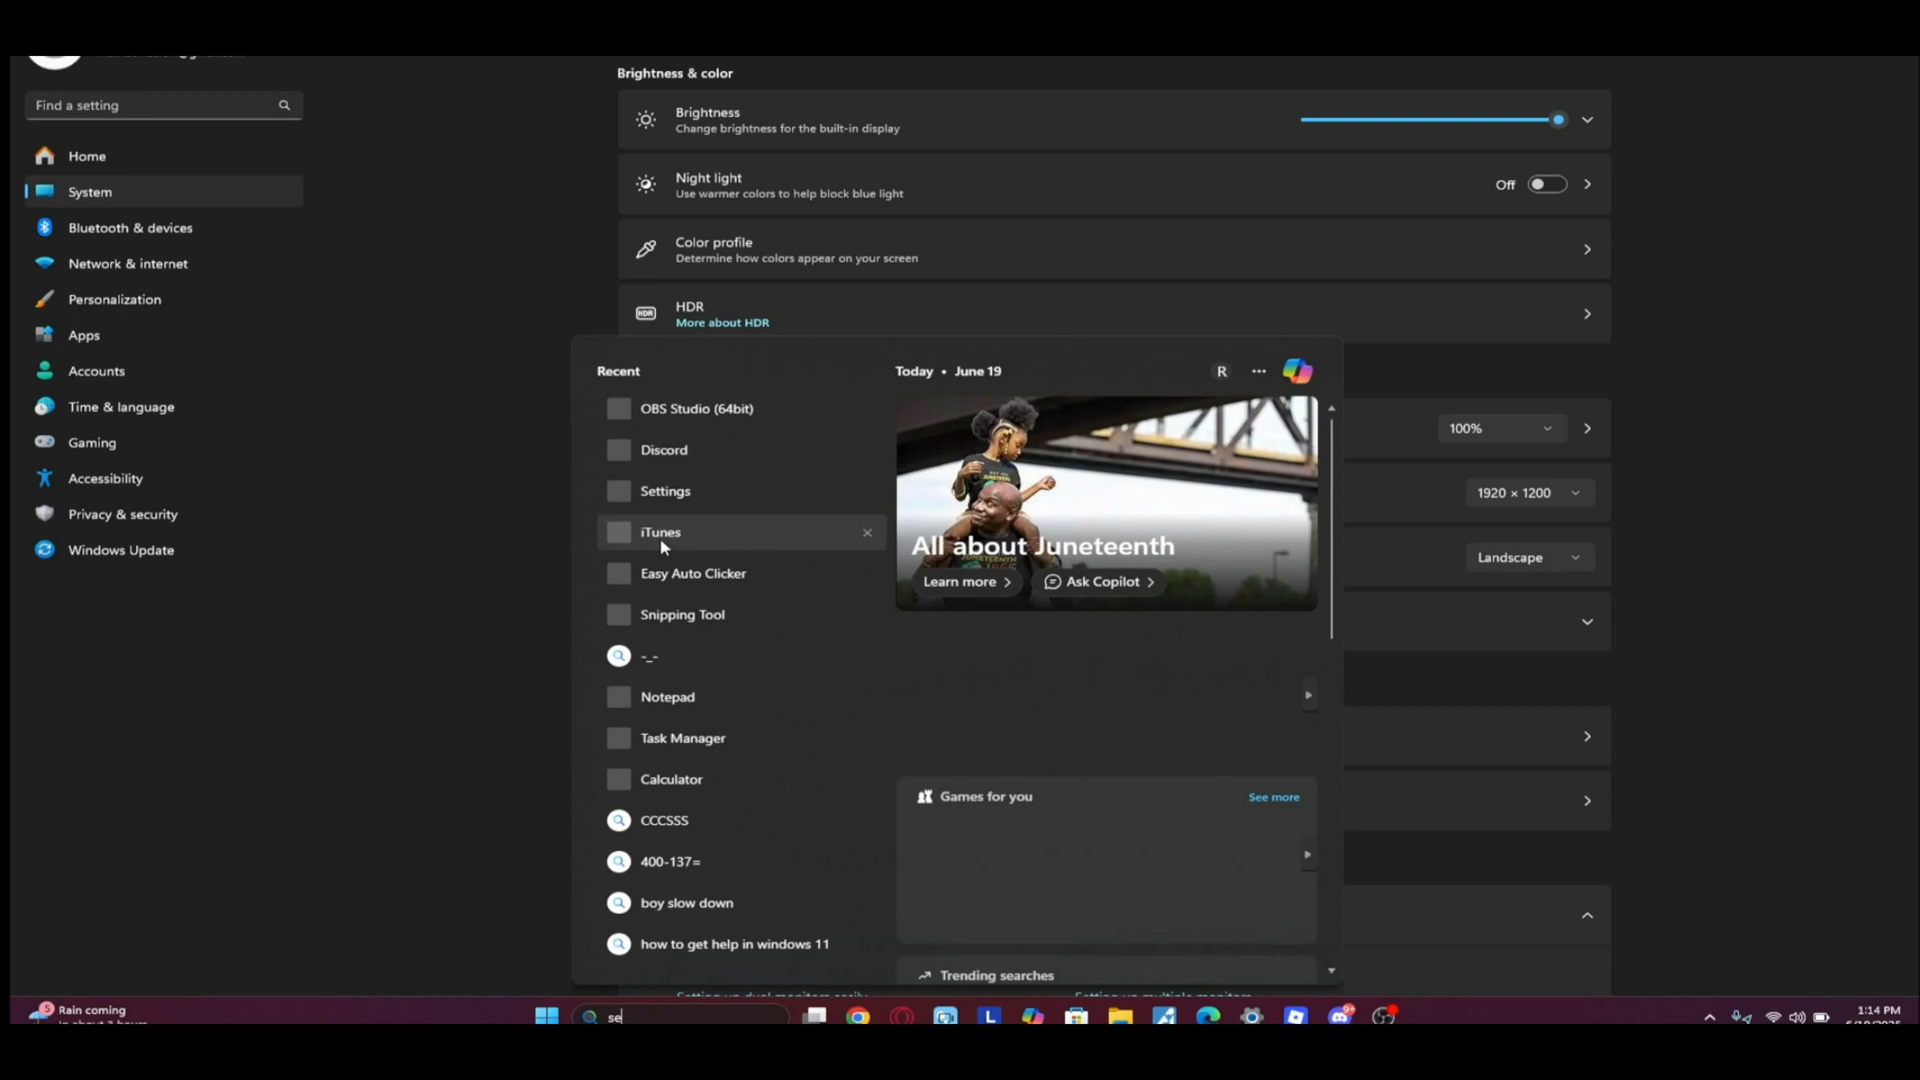 Find a setting
Home
System
Bluetooth & devices
Network & internet
Personalization
Apps
Accounts
Time & language
Gaming
Accessibility
Privacy & security
Windows Update
Brightness & color
Brightness
Change brightness for the built-in display
Night light
Use warmer colors to help block blue light
Off
Color profile
Determine how colors appear on your screen
HDR
HDR
More about HDR
100%
1920 × 1200
Landscape
Recent
OBS Studio (64bit)
Discord
Settings
iTunes
Easy Auto Clicker
Snipping Tool
-_-
Notepad
Task Manager
Calculator
CCCSSS
400-137=
boy slow down
how to get help in windows 11
Today • June 19
R
All about Juneteenth
Learn more
Ask Copilot
Games for you
See more
Trending searches
5
Rain coming
se
L
9+
1:14 PM